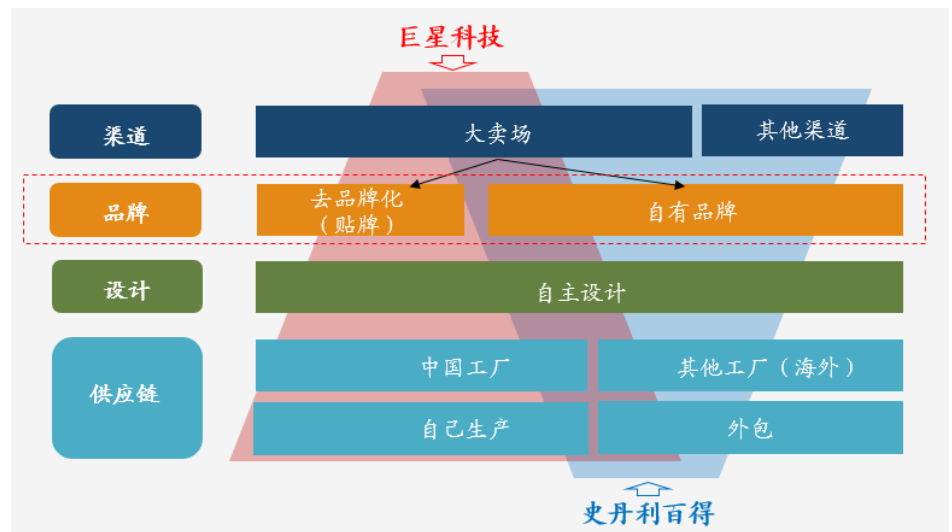 巨星科技
渠道
大卖场
其他渠道
品牌
去品牌化
（贴牌）
自有品牌
设计
自主设计
供应链
中国工厂
其他工厂（海外）
自己生产
外包
史丹利百得